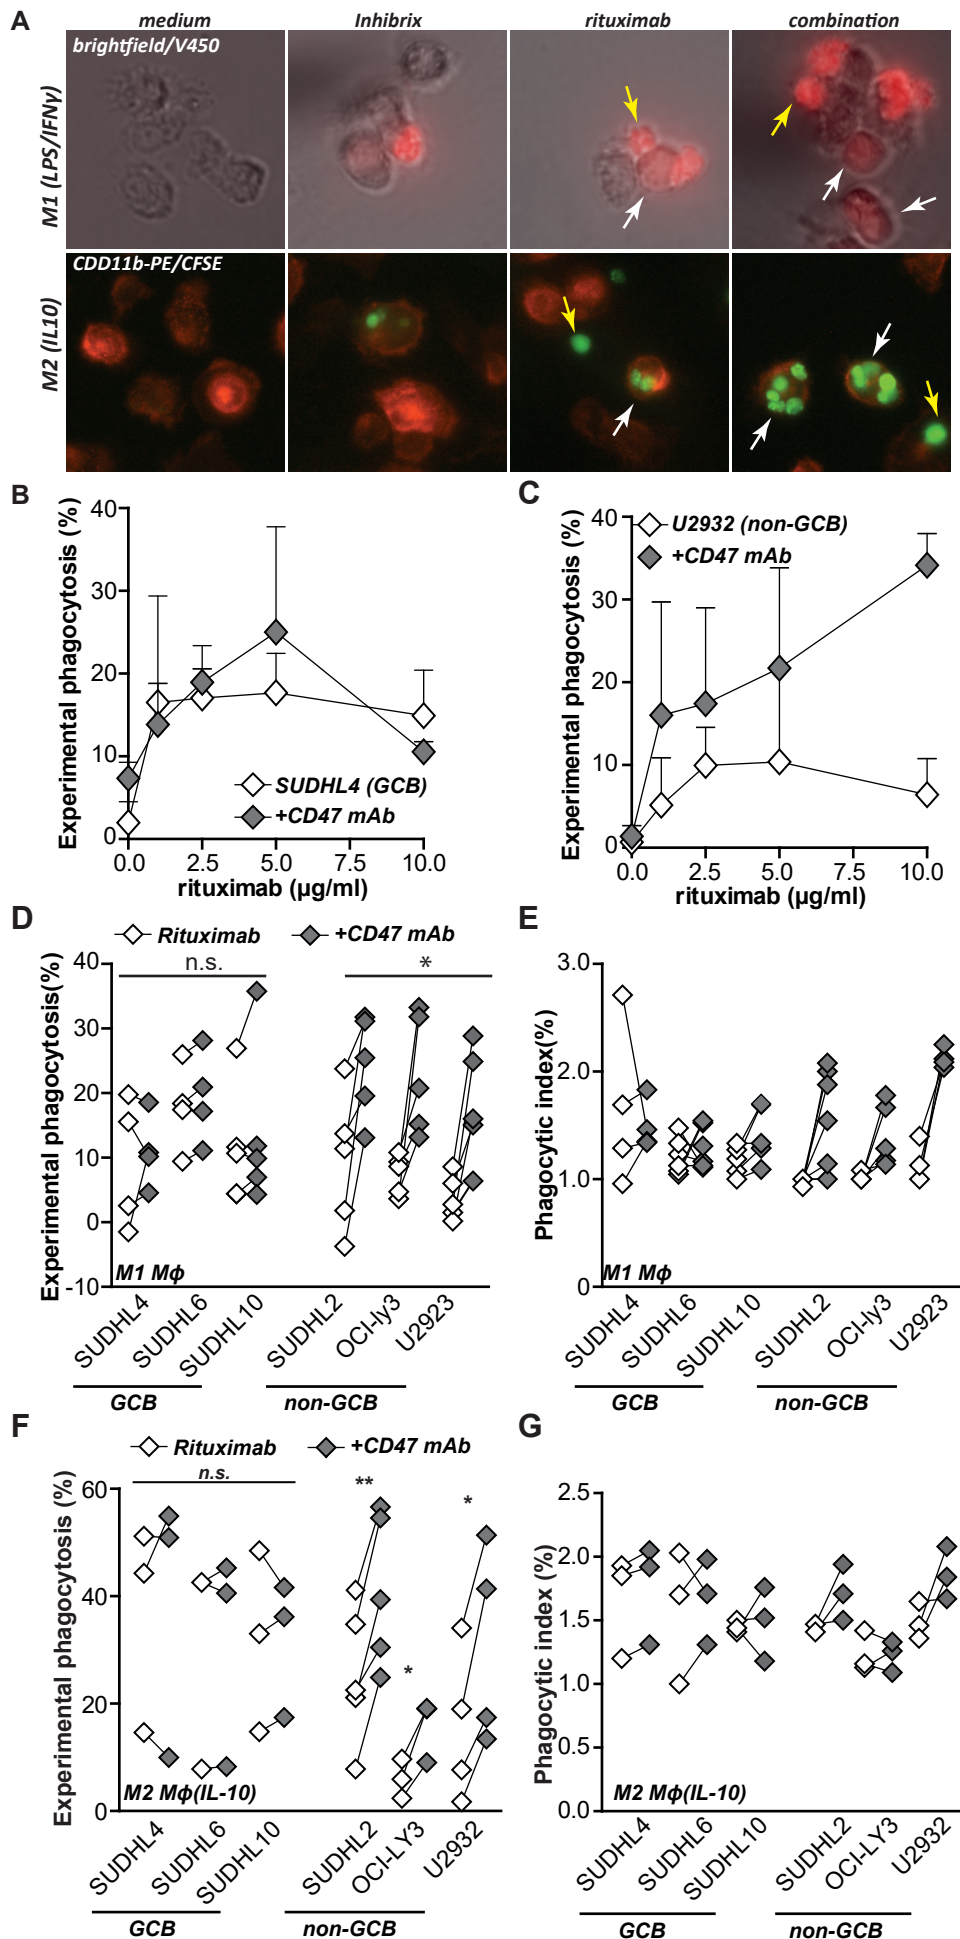 A
medium
Inhibrix
rituximab
combination
M1 (LPS/IFNγ)
brightfield/V450
M2 (IL10)
CDD11b-PE/CFSE
B
Experimental phagocytosis (%)
40
30
20
10
0
0.0
2.5
5.0
7.5
10.0
rituximab (µg/ml)
SUDHL4 (GCB)
+CD47 mAb
C
Experimental phagocytosis (%)
40
30
20
10
0
0.0
2.5
5.0
7.5
10.0
rituximab (µg/ml)
U2932 (non-GCB)
+CD47 mAb
D
Rituximab
+CD47 mAb
Experimental phagocytosis(%)
40
30
20
10
0
-10
n.s.
*
M1 Mϕ
SUDHL4
SUDHL6
SUDHL10
SUDHL2
OCI-ly3
U2923
GCB
non-GCB
E
Phagocytic index(%)
3.0
2.0
1.0
0
M1 Mϕ
SUDHL4
SUDHL6
SUDHL10
SUDHL2
OCI-ly3
U2923
GCB
non-GCB
F
Rituximab
+CD47 mAb
Experimental phagocytosis (%)
60
40
20
0
n.s.
**
*
*
M2 Mϕ(IL-10)
SUDHL4
SUDHL6
SUDHL10
SUDHL2
OCI-LY3
U2932
GCB
non-GCB
G
Phagocytic index (%)
2.5
2.0
1.5
1.0
0.5
0.0
M2 Mϕ(IL-10)
SUDHL4
SUDHL6
SUDHL10
SUDHL2
OCI-LY3
U2932
GCB
non-GCB